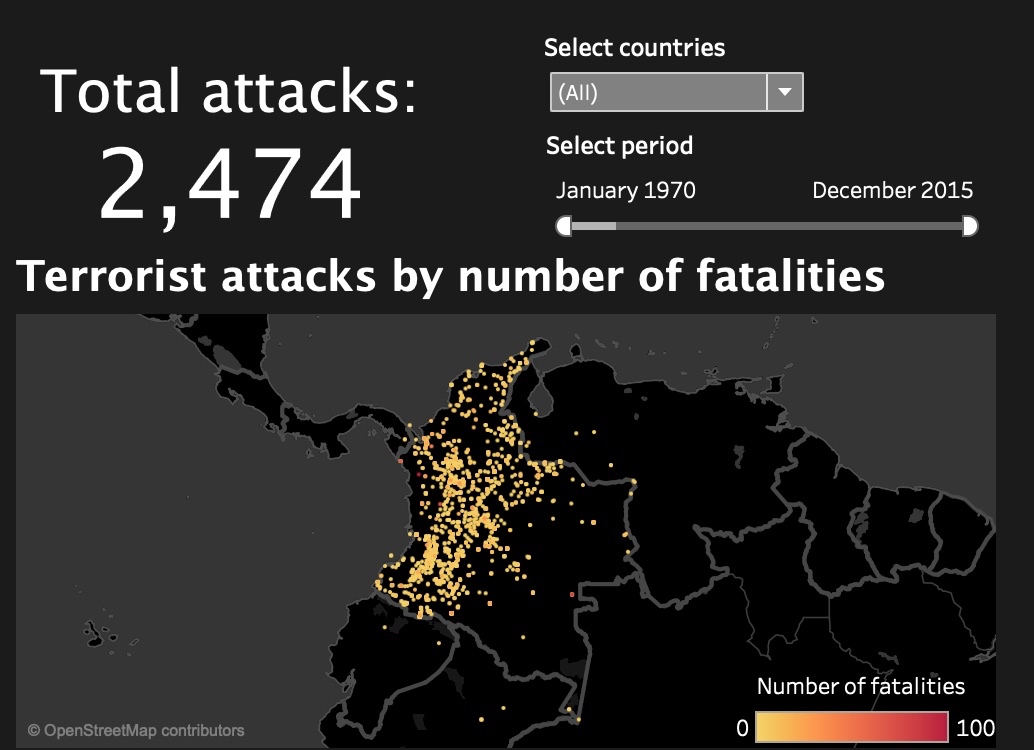 Total attacks:
2,474
Select countries
(All)
Select period
January 1970 December 2015
Terrorist attacks by number of fatalities
Number of fatalities
0 100
© OpenStreetMap contributors